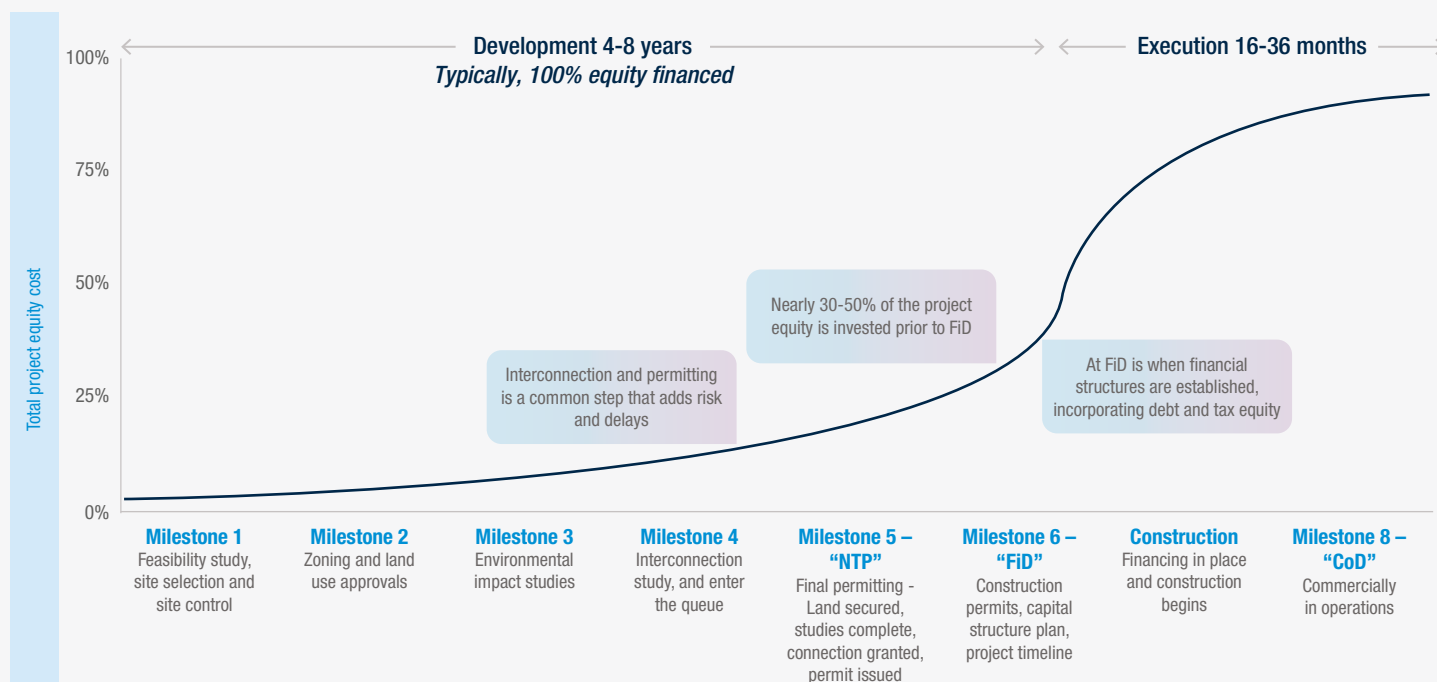 Development 4-8 years
Typically, 100% equity financed
Execution 16-36 months
Total project equity cost
100%
75%
50%
25%
0%
Interconnection and permitting
is a common step that adds risk
and delays
Nearly 30-50% of the project
equity is invested prior to FiD
At FiD is when financial
structures are established,
incorporating debt and tax equity
Milestone 1
Feasibility study,
site selection and
site control
Milestone 2
Zoning and land
use approvals
Milestone 3
Environmental
impact studies
Milestone 4
Interconnection
study, and enter
the queue
Milestone 5 –
“NTP”
Final permitting -
Land secured,
studies complete,
connection granted,
permit issued
Milestone 6 –
“FiD”
Construction
permits, capital
structure plan,
project timeline
Construction
Financing in place
and construction
begins
Milestone 8 –
“CoD”
Commercially
in operations